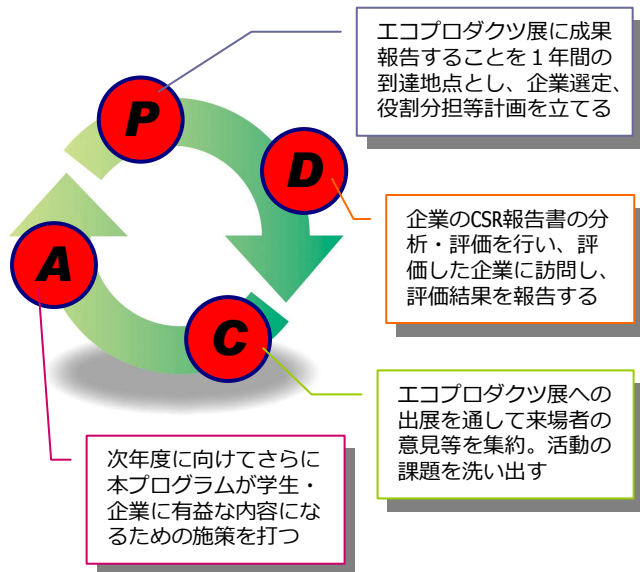 P
エコプロダクツ展に成果
報告することを１年間の
到達地点とし、企業選定、
役割分担等計画を立てる
D
企業のCSR報告書の分
析・評価を行い、評
価した企業に訪問し、
評価結果を報告する
C
エコプロダクツ展への
出展を通して来場者の
意見等を集約。活動の
課題を洗い出す
A
次年度に向けてさらに
本プログラムが学生・
企業に有益な内容にな
るための施策を打つ